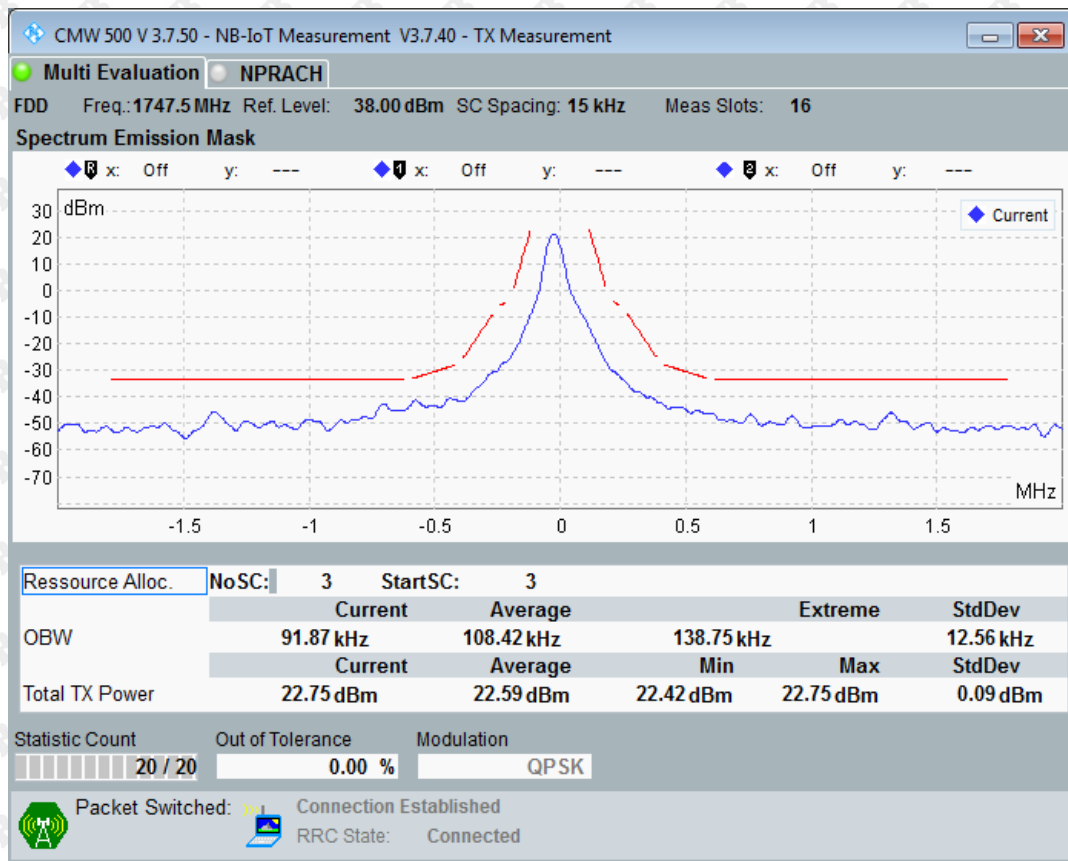 CMW 500 V 3.7.50 - NB-IoT Measurement V3.7.40 - TX Measurement
Multi Evaluation NPRACH
FDD Freq.: 1747.5 MHz Ref. Level: 38.00 dBm SC Spacing: 15 kHz Meas Slots: 16
Spectrum Emission Mask
R x: Off y: --- 1 x: Off y: --- 2 x: Off y: ---
dBm
Current
30
20
10
0
-10
-20
-30
-40
-50
-60
-70
MHz
-1.5 -1 -0.5 0 0.5 1 1.5
Ressource Alloc. NoSC: 3 StartSC: 3
Current Average Extreme StdDev
OBW 91.87 kHz 108.42 kHz 138.75 kHz 12.56 kHz
Current Average Min Max StdDev
Total TX Power 22.75 dBm 22.59 dBm 22.42 dBm 22.75 dBm 0.09 dBm
Statistic Count Out of Tolerance Modulation
20 / 20 0.00 % QPSK
Packet Switched: Connection Established
RRC State: Connected